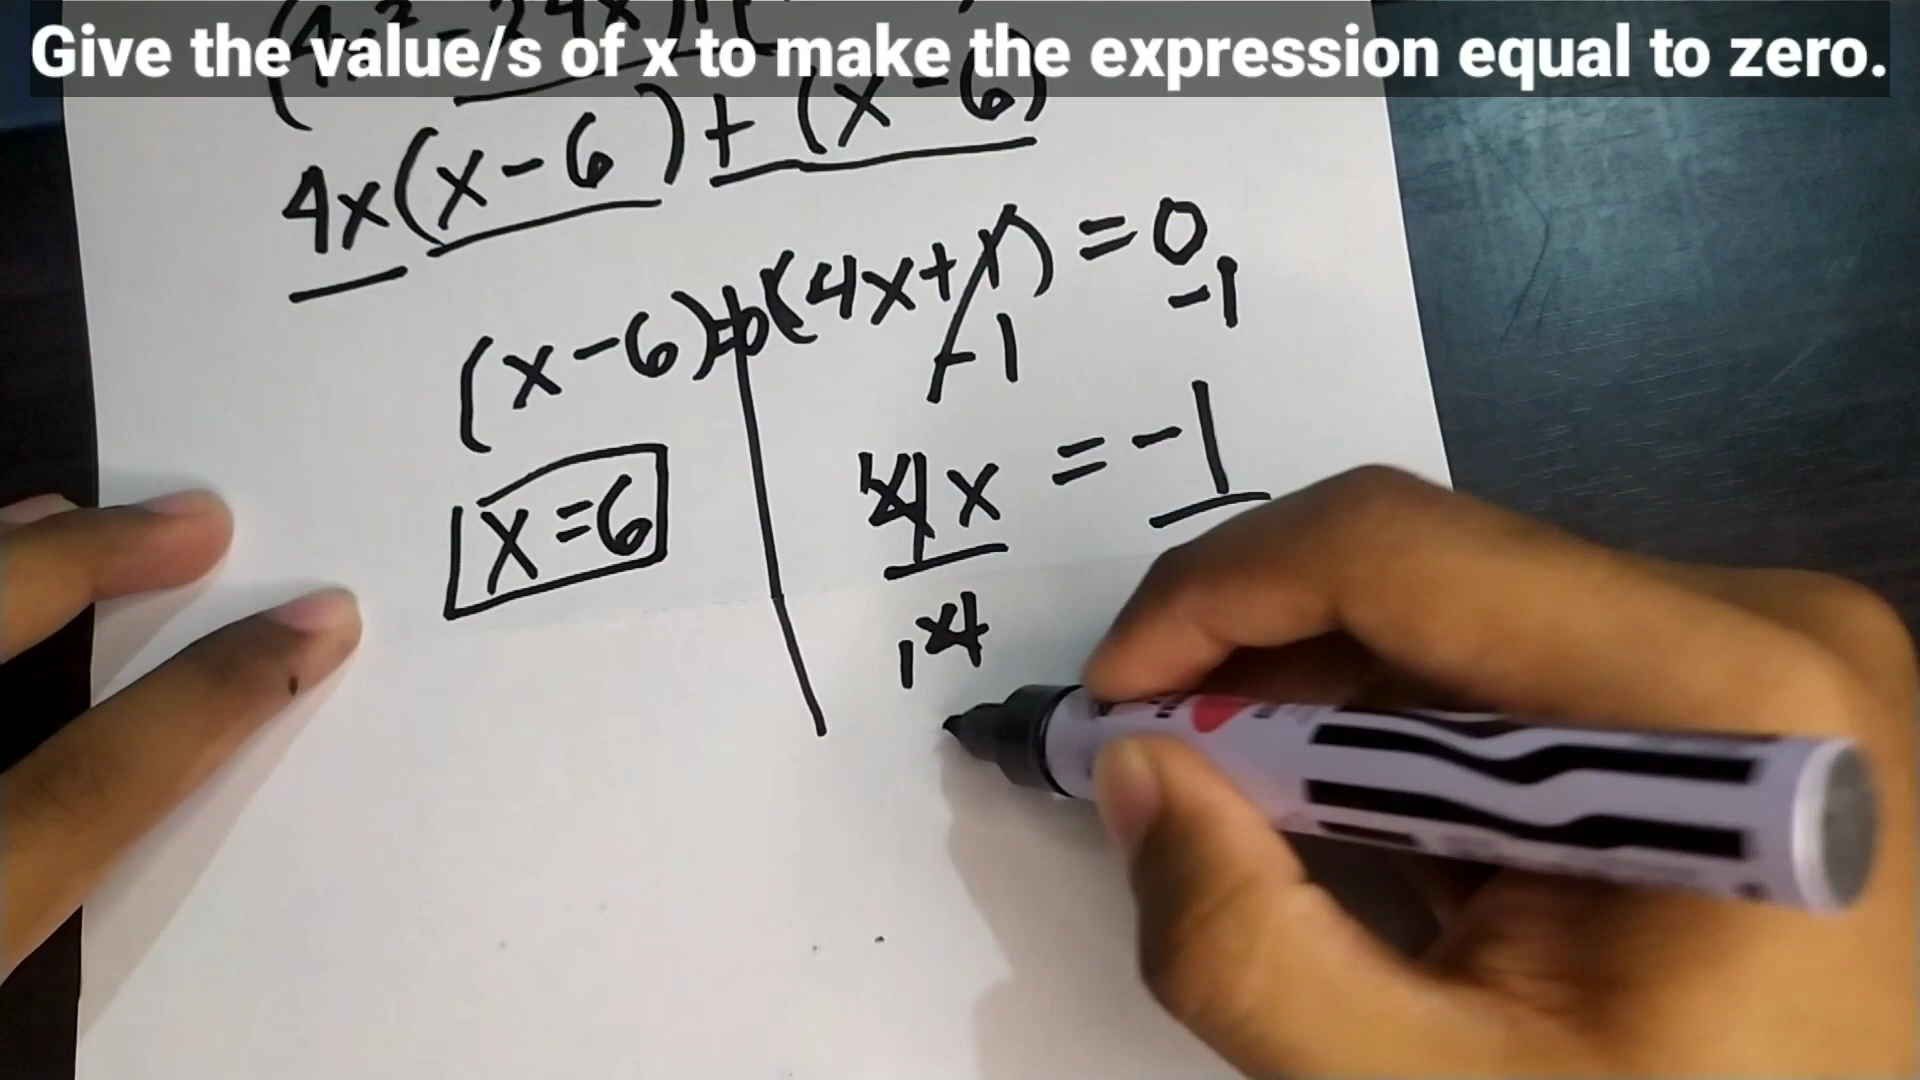 Give the value/s of x to make the expression equal to zero.
4x(x-6)+(x-6)
(x-6)=0 (4x+1)=0
-1 -1
x=6
4x=-1
4